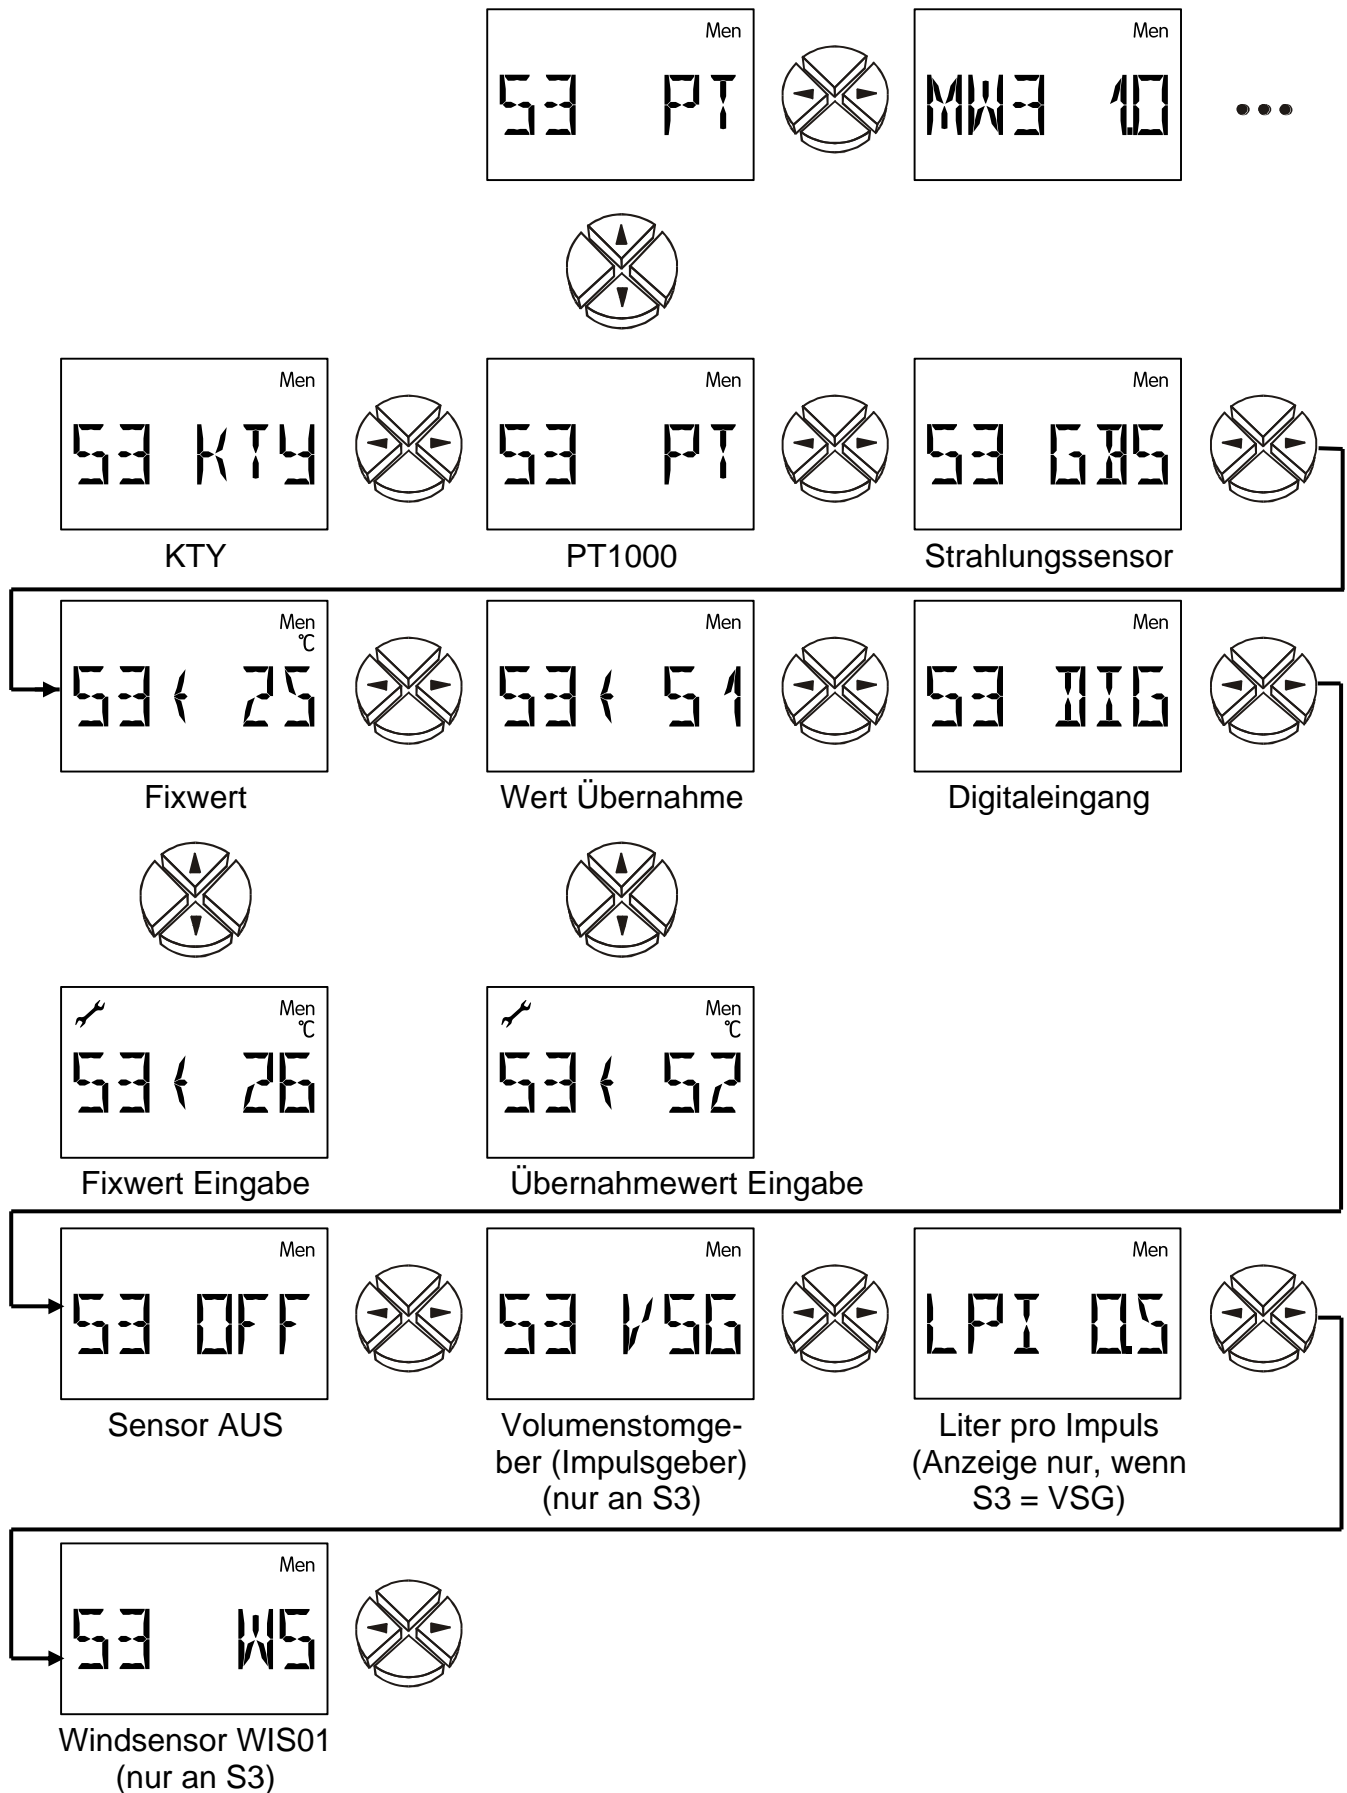 Men
Men
S3 PT
MW3 1.0
Men
Men
Men
S3 KTY
S3 PT
S3 GBS
KTY
PT1000
Strahlungssensor
Men
Men
Men
°C
S3 < 25
S3 < S1
S3 DIG
Fixwert
Wert Übernahme
Digitaleingang
Men
°C
Men
°C
S3 < 26
S3 < S2
Fixwert Eingabe
Übernahmewert Eingabe
Men
Men
Men
S3 OFF
S3 VSG
LPI 0.5
Sensor AUS
Volumenstomge-
ber (Impulsgeber)
(nur an S3)
Liter pro Impuls
(Anzeige nur, wenn
S3 = VSG)
Men
S3 WS
Windsensor WIS01
(nur an S3)